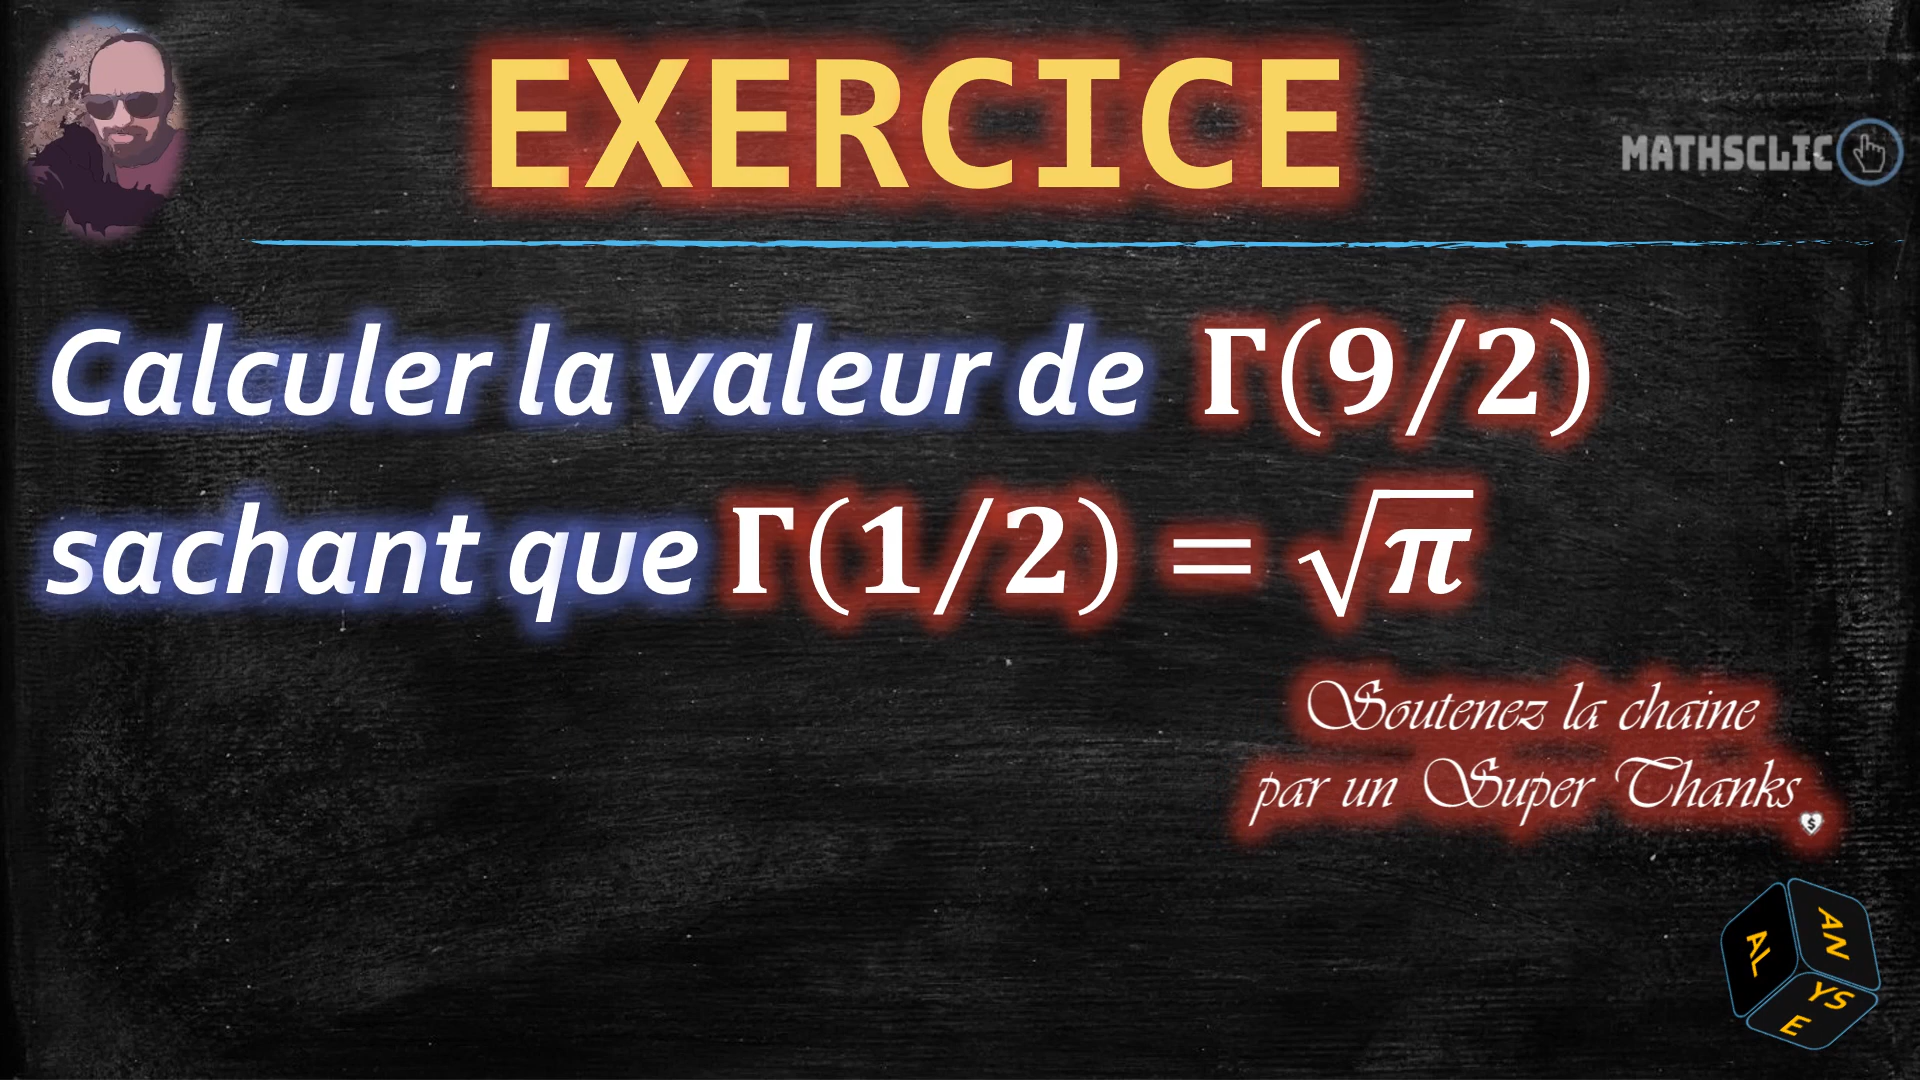 EXERCICE
MATHSCLIC
Calculer la valeur de Γ(9/2)
sachant que Γ(1/2) = √π
Soutenez la chaine
par un Super Thanks
$
AN
AL
YS
E